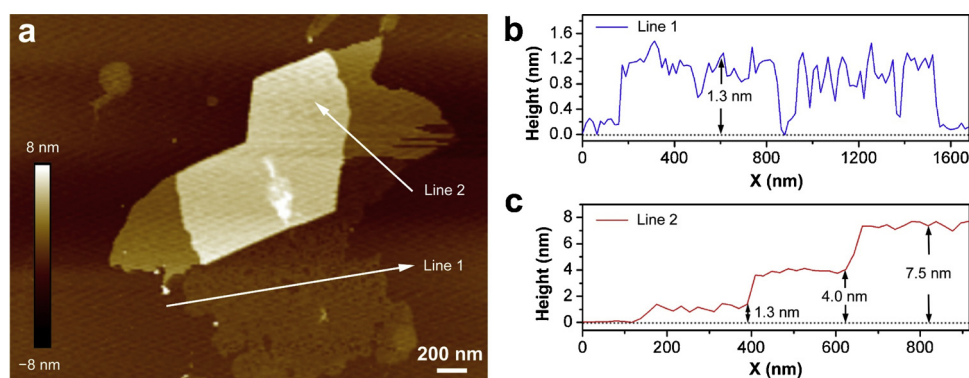 a
8 nm
−8 nm
Line 2
Line 1
200 nm
b
Line 1
Height (nm)
1.6
1.2
0.8
0.4
0.0
1.3 nm
0 400 800 1200 1600
X (nm)
c
Line 2
Height (nm)
8
6
4
2
0
1.3 nm
4.0 nm
7.5 nm
0 200 400 600 800
X (nm)